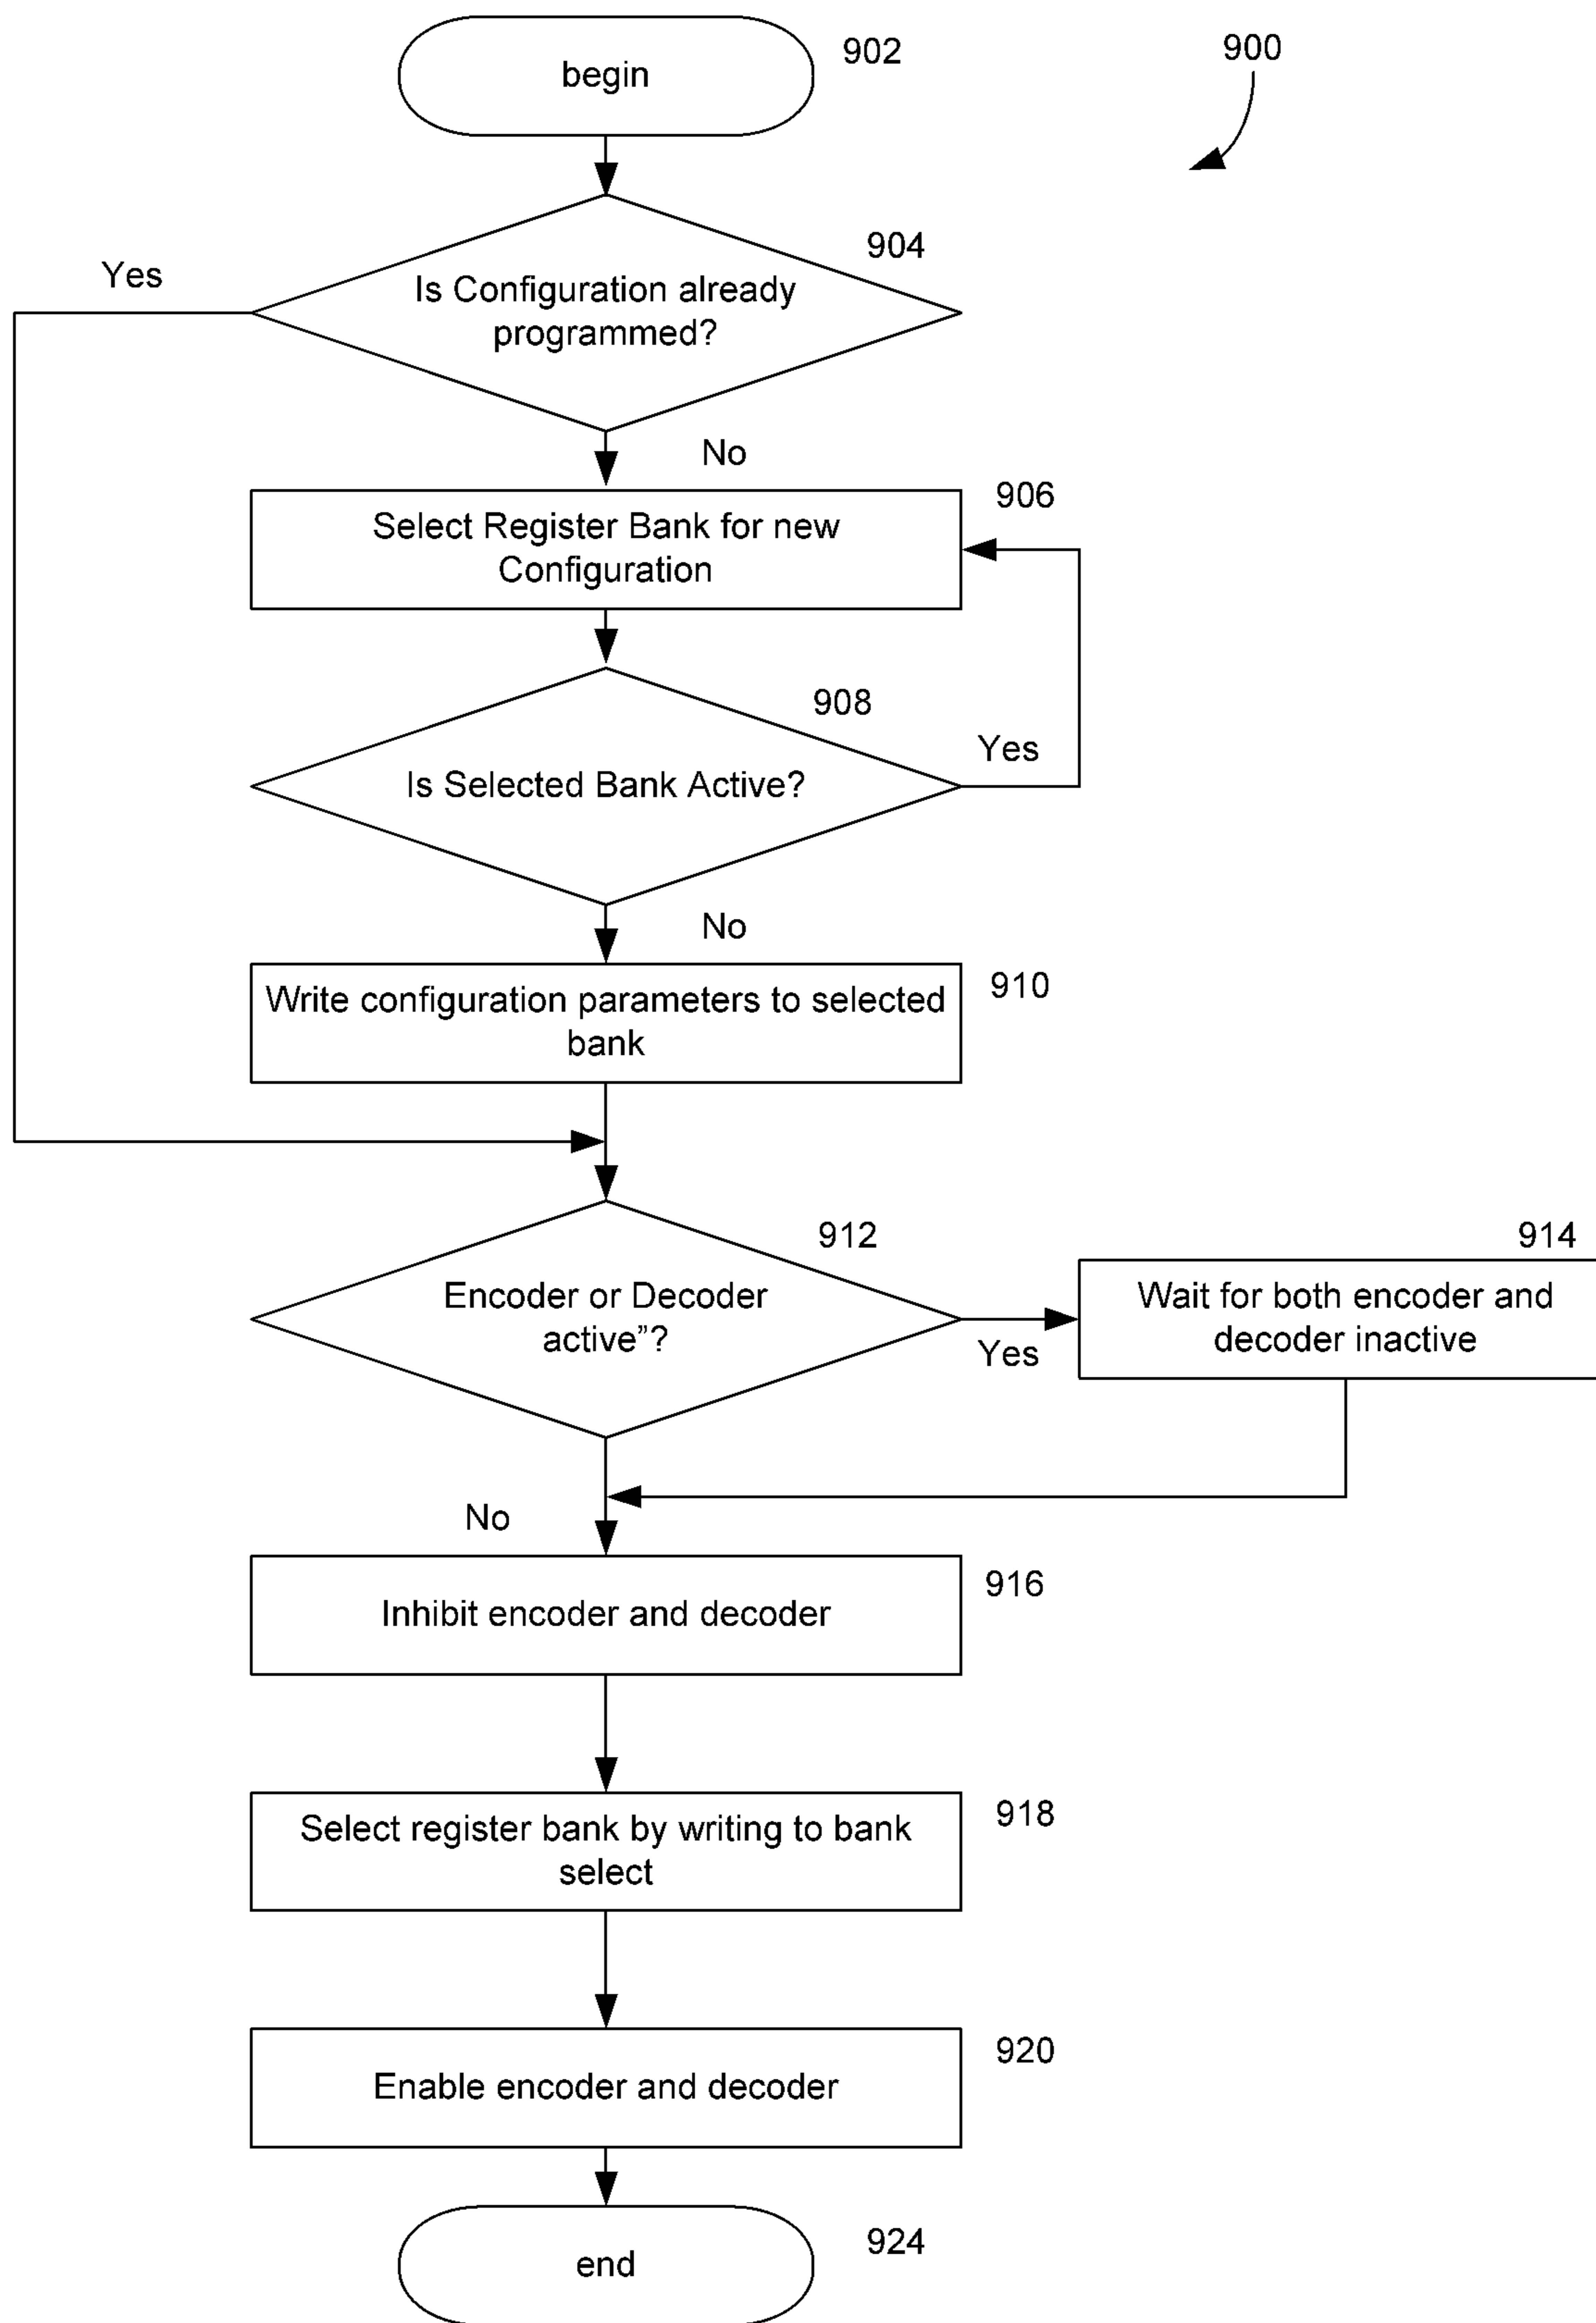 begin
902
900
904
Yes
Is Configuration already
programmed?
No
906
Select Register Bank for new
Configuration
908
Yes
Is Selected Bank Active?
No
910
Write configuration parameters to selected
bank
912
914
Encoder or Decoder
active”?
Yes
Wait for both encoder and
decoder inactive
No
916
Inhibit encoder and decoder
918
Select register bank by writing to bank
select
920
Enable encoder and decoder
924
end